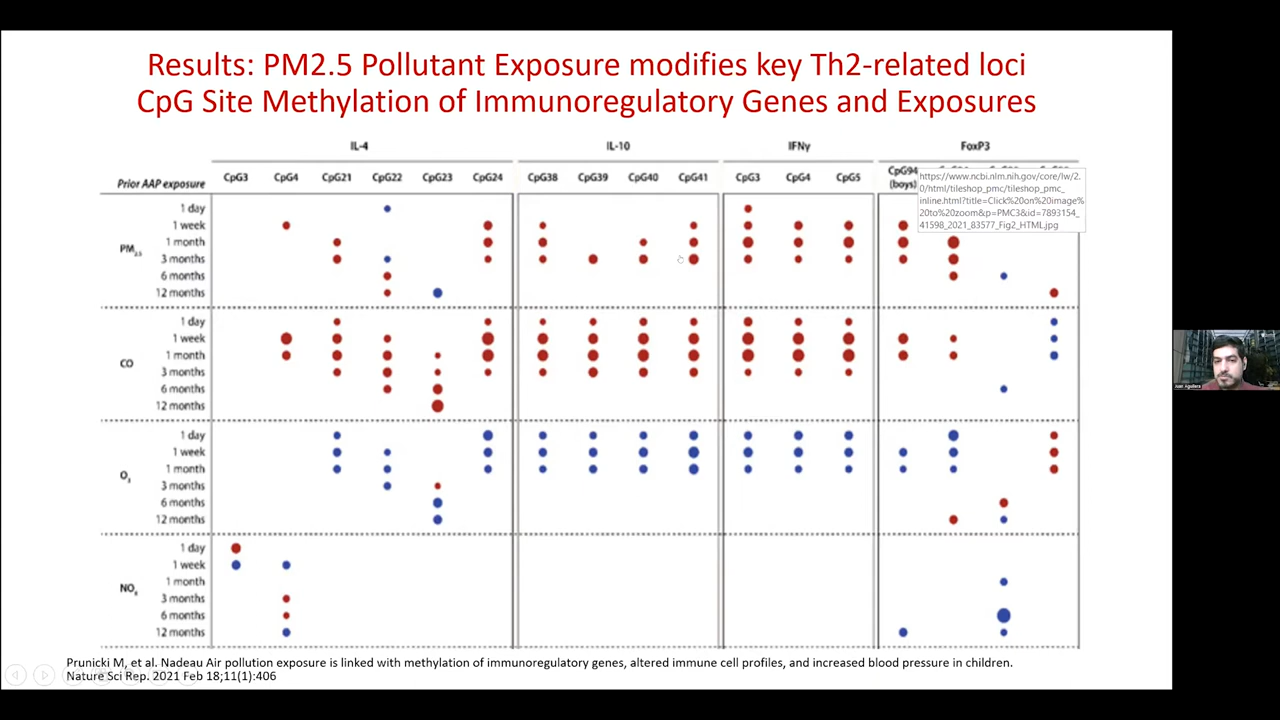 Results: PM2.5 Pollutant Exposure modifies key Th2-related loci
CpG Site Methylation of Immunoregulatory Genes and Exposures
IL-4 IL-10 IFNγ FoxP3
Prior AAP exposure CpG3 CpG4 CpG21 CpG22 CpG23 CpG24 CpG38 CpG39 CpG40 CpG41 CpG3 CpG4 CpG5 CpG94
(boys)
https://www.ncbi.nlm.nih.gov/core/lw/2.
0/html/tileshop_pmc/tileshop_pmc_
inline.html?title=Click%20on%20image%
20to%20zoom&p=PMC3&id=7893154_
41598_2021_83577_Fig2_HTML.jpg
PM2.5
1 day
1 week
1 month
3 months
6 months
12 months
CO
1 day
1 week
1 month
3 months
6 months
12 months
O3
1 day
1 week
1 month
3 months
6 months
12 months
NOx
1 day
1 week
1 month
3 months
6 months
12 months
Prunicki M, et al. Nadeau Air pollution exposure is linked with methylation of immunoregulatory genes, altered immune cell profiles, and increased blood pressure in children.
Nature Sci Rep. 2021 Feb 18;11(1):406
Juan Aguilera